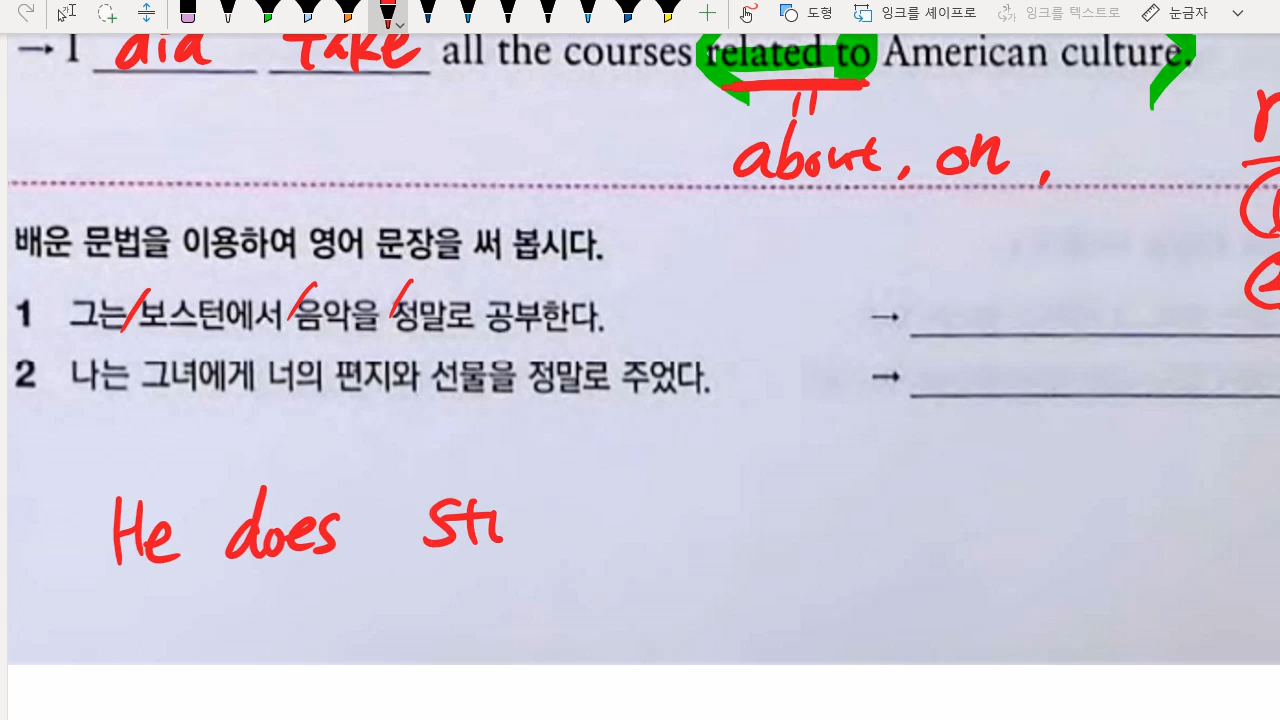 도형 잉크를 셰이프로 잉크를 텍스트로 눈금자
→ I did take all the courses related to American culture.
about, on,
배운 문법을 이용하여 영어 문장을 써 봅시다.
1 그는 보스턴에서 음악을 정말로 공부한다. →
2 나는 그녀에게 너의 편지와 선물을 정말로 주었다. →
He does